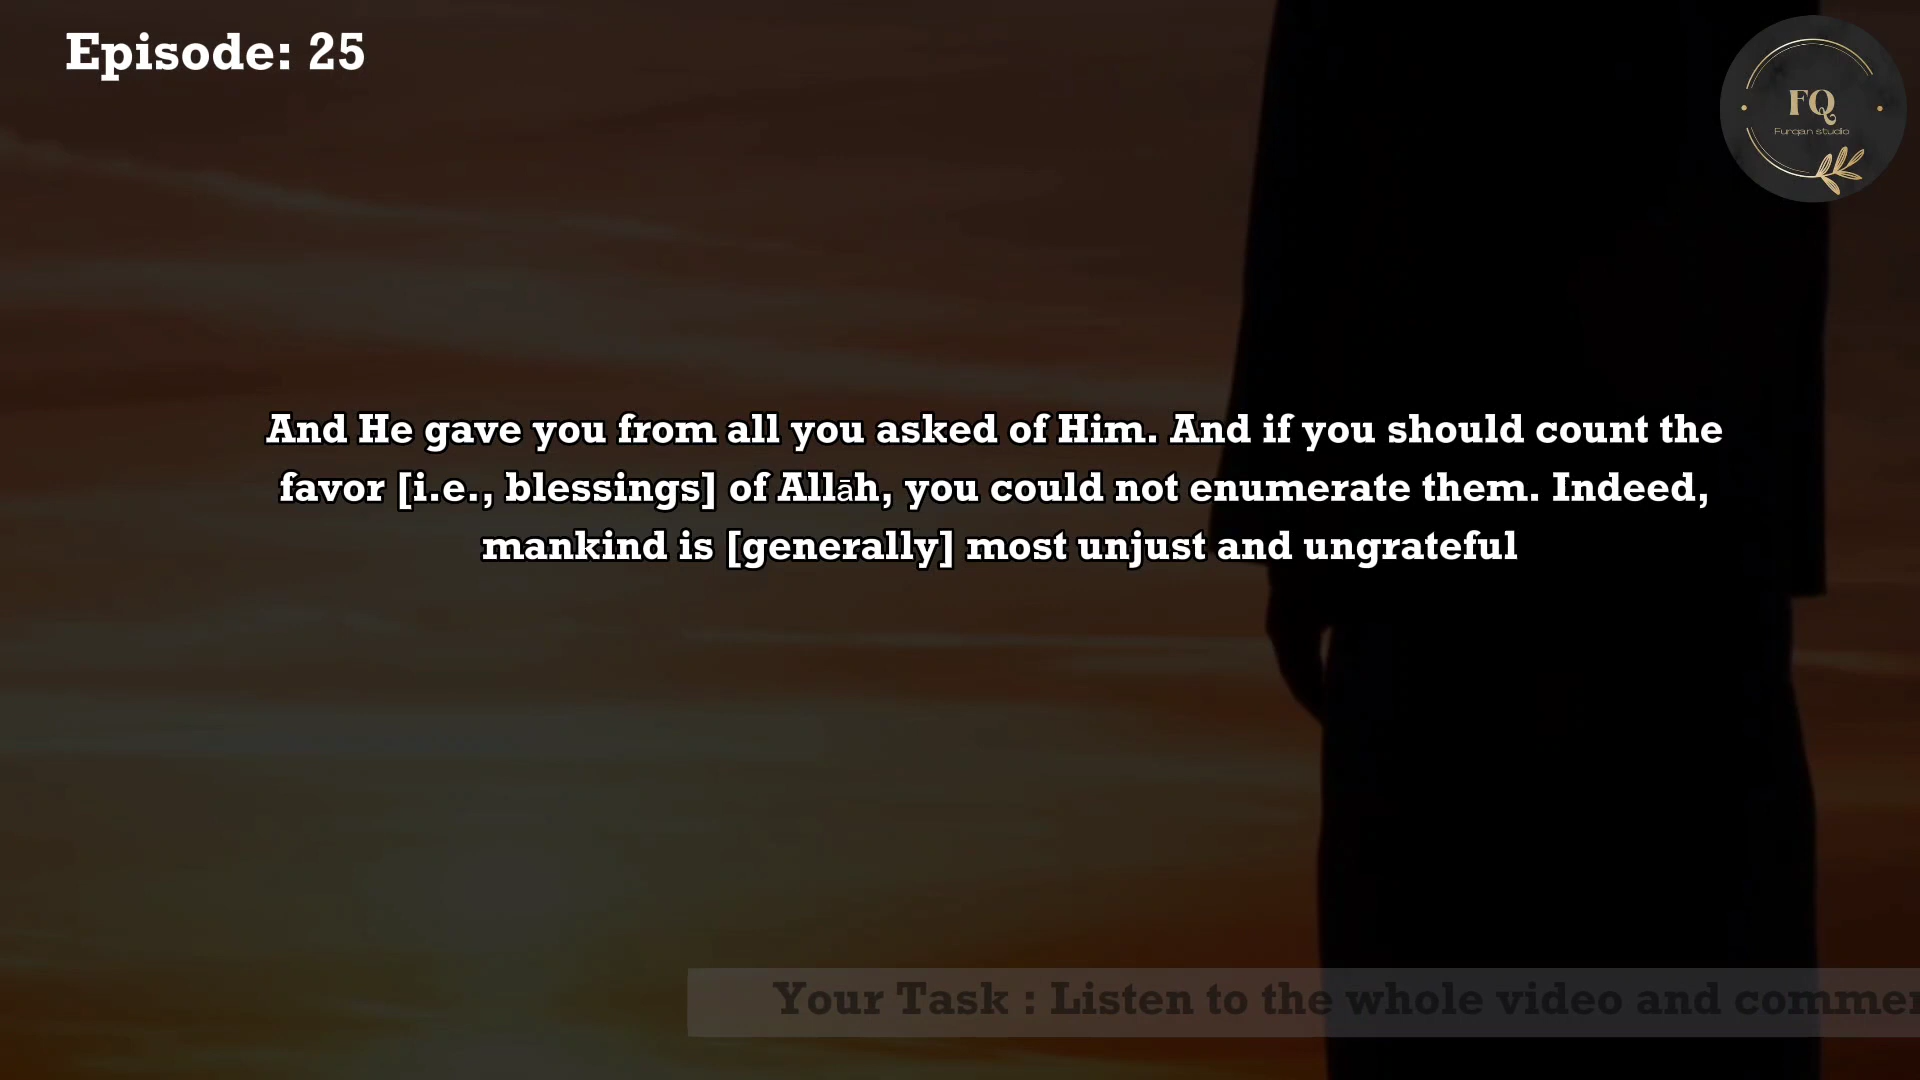 Episode: 25
FQ
Furqan studio
And He gave you from all you asked of Him. And if you should count the
favor [i.e., blessings] of Allāh, you could not enumerate them. Indeed,
mankind is [generally] most unjust and ungrateful
Your Task : Listen to the whole video and